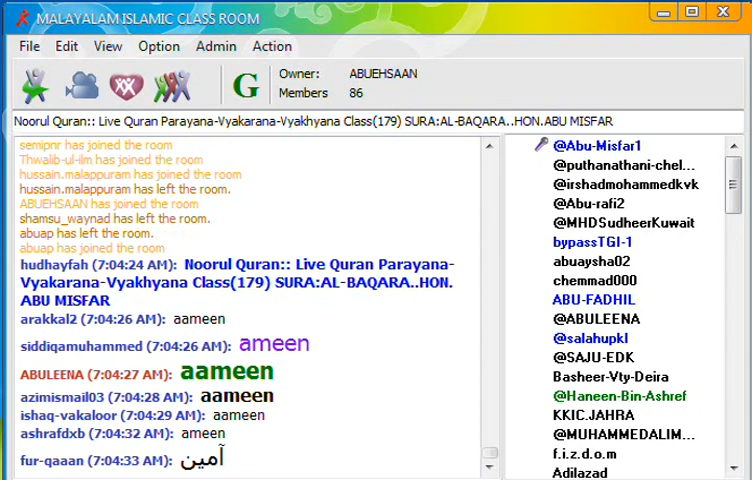 MALAYALAM ISLAMIC CLASS ROOM
File Edit View Option Admin Action
G
Owner: ABUEHSAAN
Members 86
Noorul Quran:: Live Quran Parayana-Vyakarana-Vyakhyana Class(179) SURA:AL-BAQARA..HON.ABU MISFAR
semipnr has joined the room
Thwalib-ul-ilm has joined the room
hussain.malappuram has joined the room
hussain.malappuram has left the room.
ABUEHSAAN has joined the room
shamsu_waynad has left the room.
abuap has left the room.
abuap has joined the room
hudhayfah (7:04:24 AM): Noorul Quran:: Live Quran Parayana-
Vyakarana-Vyakhyana Class(179) SURA:AL-BAQARA..HON.
ABU MISFAR
arakkal2 (7:04:26 AM): aameen
siddiqamuhammed (7:04:26 AM): ameen
ABULEENA (7:04:27 AM): aameen
azimismail03 (7:04:28 AM): aameen
ishaq-vakaloor (7:04:29 AM): aameen
ashrafdxb (7:04:32 AM): ameen
fur-qaaan (7:04:33 AM): آمين
@Abu-Misfar1
@puthanathani-chel...
@irshadmohammedkvk
@Abu-rafi2
@MHDSudheerKuwait
bypassTGI-1
abuaysha02
chemmad000
ABU-FADHIL
@ABULEENA
@salahupkl
@SAJU-EDK
Basheer-Vty-Deira
@Haneen-Bin-Ashref
KKIC.JAHRA
@MUHAMMEDALIM...
f.i.z.d.o.m
Adilazad